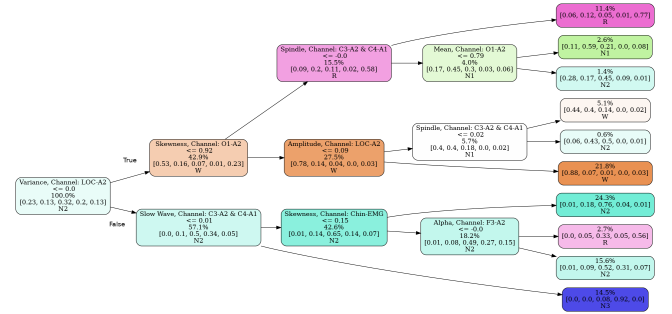 11.4%
[0.06, 0.12, 0.05, 0.01, 0.77]
R
Spindle, Channel: C3-A2 & C4-A1
<= -0.0
15.5%
[0.09, 0.2, 0.11, 0.02, 0.58]
R
Mean, Channel: O1-A2
<= 0.79
4.0%
[0.17, 0.45, 0.3, 0.03, 0.06]
N1
2.6%
[0.11, 0.59, 0.21, 0.0, 0.08]
N1
1.4%
[0.28, 0.17, 0.45, 0.09, 0.01]
N2
5.1%
[0.44, 0.4, 0.14, 0.0, 0.02]
W
Spindle, Channel: C3-A2 & C4-A1
<= 0.02
5.7%
[0.4, 0.4, 0.18, 0.0, 0.02]
N1
0.6%
[0.06, 0.43, 0.5, 0.0, 0.01]
N2
Skewness, Channel: O1-A2
<= 0.92
42.9%
[0.53, 0.16, 0.07, 0.01, 0.23]
W
Amplitude, Channel: LOC-A2
<= 0.09
27.5%
[0.78, 0.14, 0.04, 0.0, 0.03]
W
21.8%
[0.88, 0.07, 0.01, 0.0, 0.03]
W
True
Variance, Channel: LOC-A2
<= 0.0
100.0%
[0.23, 0.13, 0.32, 0.2, 0.13]
N2
False
Slow Wave, Channel: C3-A2 & C4-A1
<= 0.01
57.1%
[0.0, 0.1, 0.5, 0.34, 0.05]
N2
Skewness, Channel: Chin-EMG
<= 0.15
42.6%
[0.01, 0.14, 0.65, 0.14, 0.07]
N2
24.3%
[0.01, 0.18, 0.76, 0.04, 0.01]
N2
Alpha, Channel: F3-A2
<= -0.0
18.2%
[0.01, 0.08, 0.49, 0.27, 0.15]
N2
2.7%
[0.0, 0.05, 0.33, 0.05, 0.56]
R
15.6%
[0.01, 0.09, 0.52, 0.31, 0.07]
N2
14.5%
[0.0, 0.0, 0.08, 0.92, 0.0]
N3